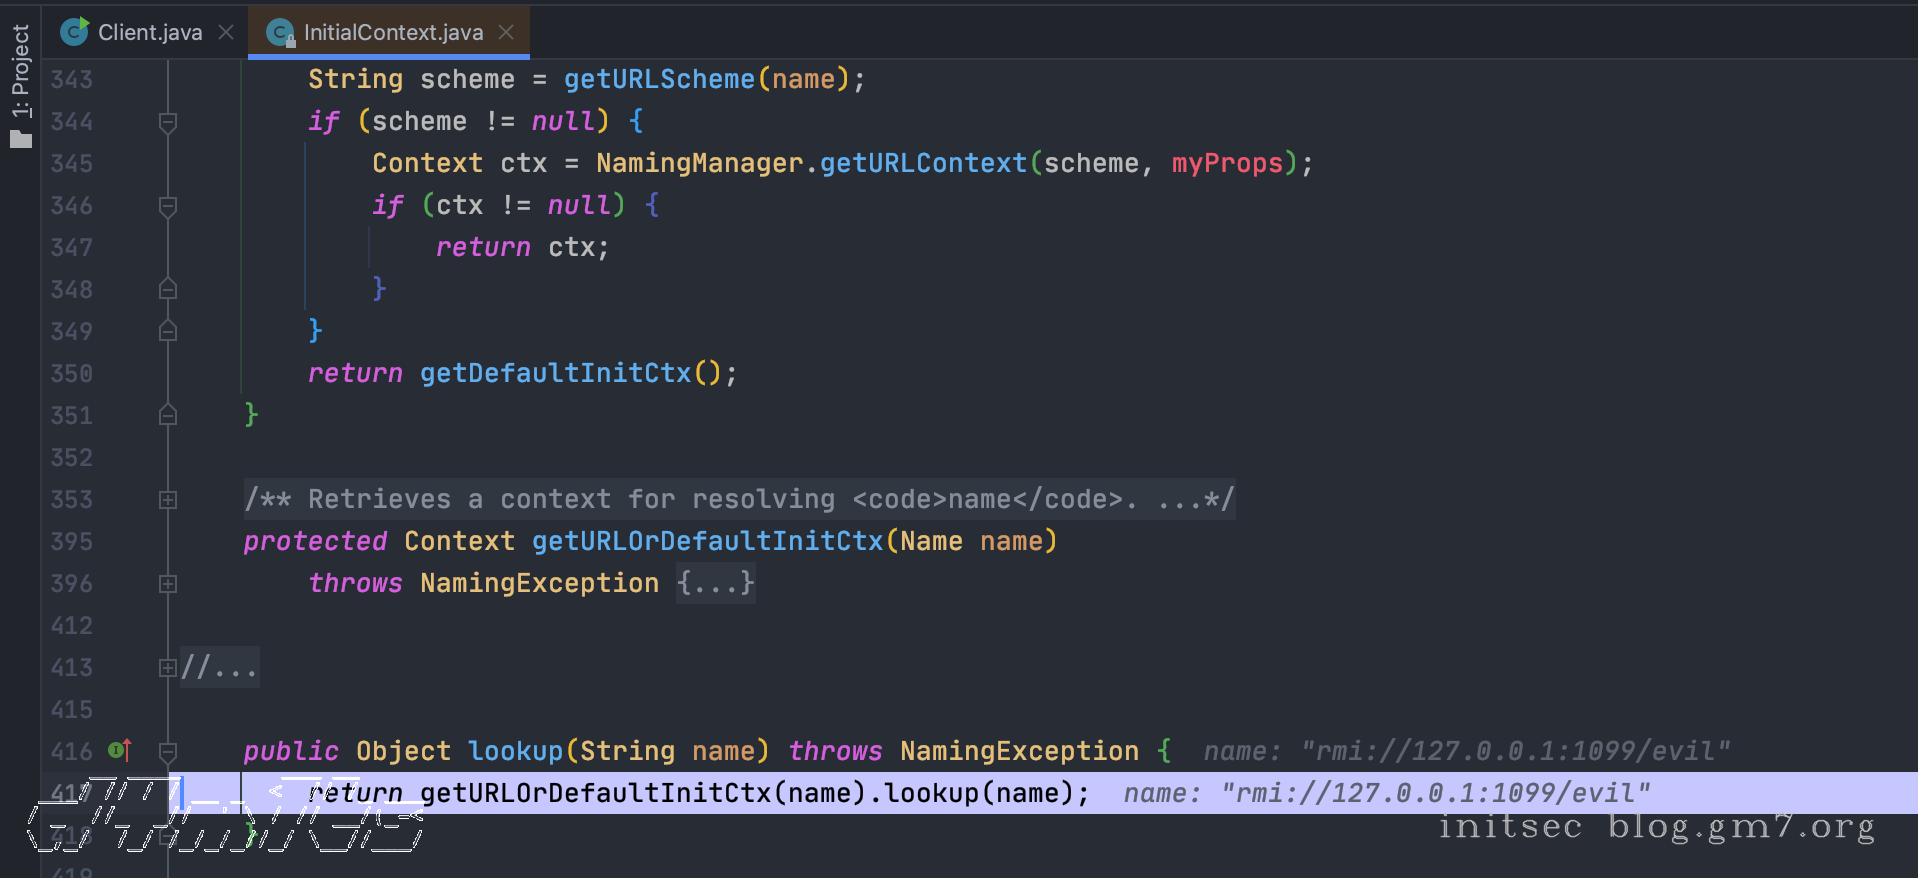 1: Project
Client.java
InitialContext.java
343 String scheme = getURLScheme(name);
344 if (scheme != null) {
345 Context ctx = NamingManager.getURLContext(scheme, myProps);
346 if (ctx != null) {
347 return ctx;
348 }
349 }
350 return getDefaultInitCtx();
351 }
352
353 /** Retrieves a context for resolving <code>name</code>. ...*/
395 protected Context getURLOrDefaultInitCtx(Name name)
396 throws NamingException {...}
412
413 //...
415
416 public Object lookup(String name) throws NamingException { name: "rmi://127.0.0.1:1099/evil"
417 return getURLOrDefaultInitCtx(name).lookup(name); name: "rmi://127.0.0.1:1099/evil"
418 }
419
initsec blog.gm7.org